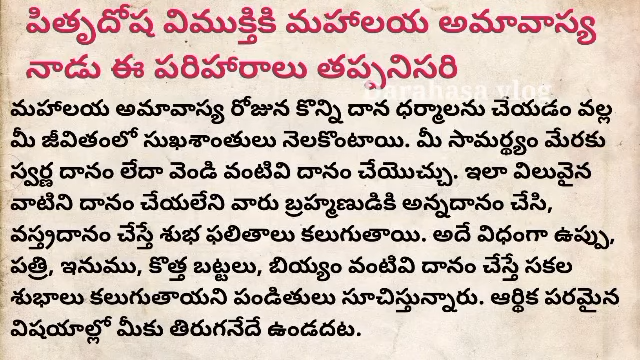 పితృదోష విముక్తికి మహాలయ అమావాస్య
నాడు ఈ పరిహారాలు తప్పనిసరి
మహాలయ అమావాస్య రోజున కొన్ని దాన ధర్మాలను చేయడం వల్ల
మీ జీవితంలో సుఖశాంతులు నెలకొంటాయి. మీ సామర్థ్యం మేరకు
స్వర్ణ దానం లేదా వెండి వంటివి దానం చేయొచ్చు. ఇలా విలువైన
వాటిని దానం చేయలేని వారు బ్రహ్మణుడికి అన్నదానం చేసి,
వస్త్రదానం చేస్తే శుభ ఫలితాలు కలుగుతాయి. అదే విధంగా ఉప్పు,
పత్రి, ఇనుము, కొత్త బట్టలు, బియ్యం వంటివి దానం చేస్తే సకల
శుభాలు కలుగుతాయని పండితులు సూచిస్తున్నారు. ఆర్థిక పరమైన
విషయాల్లో మీకు తిరుగనేదే ఉండదట.